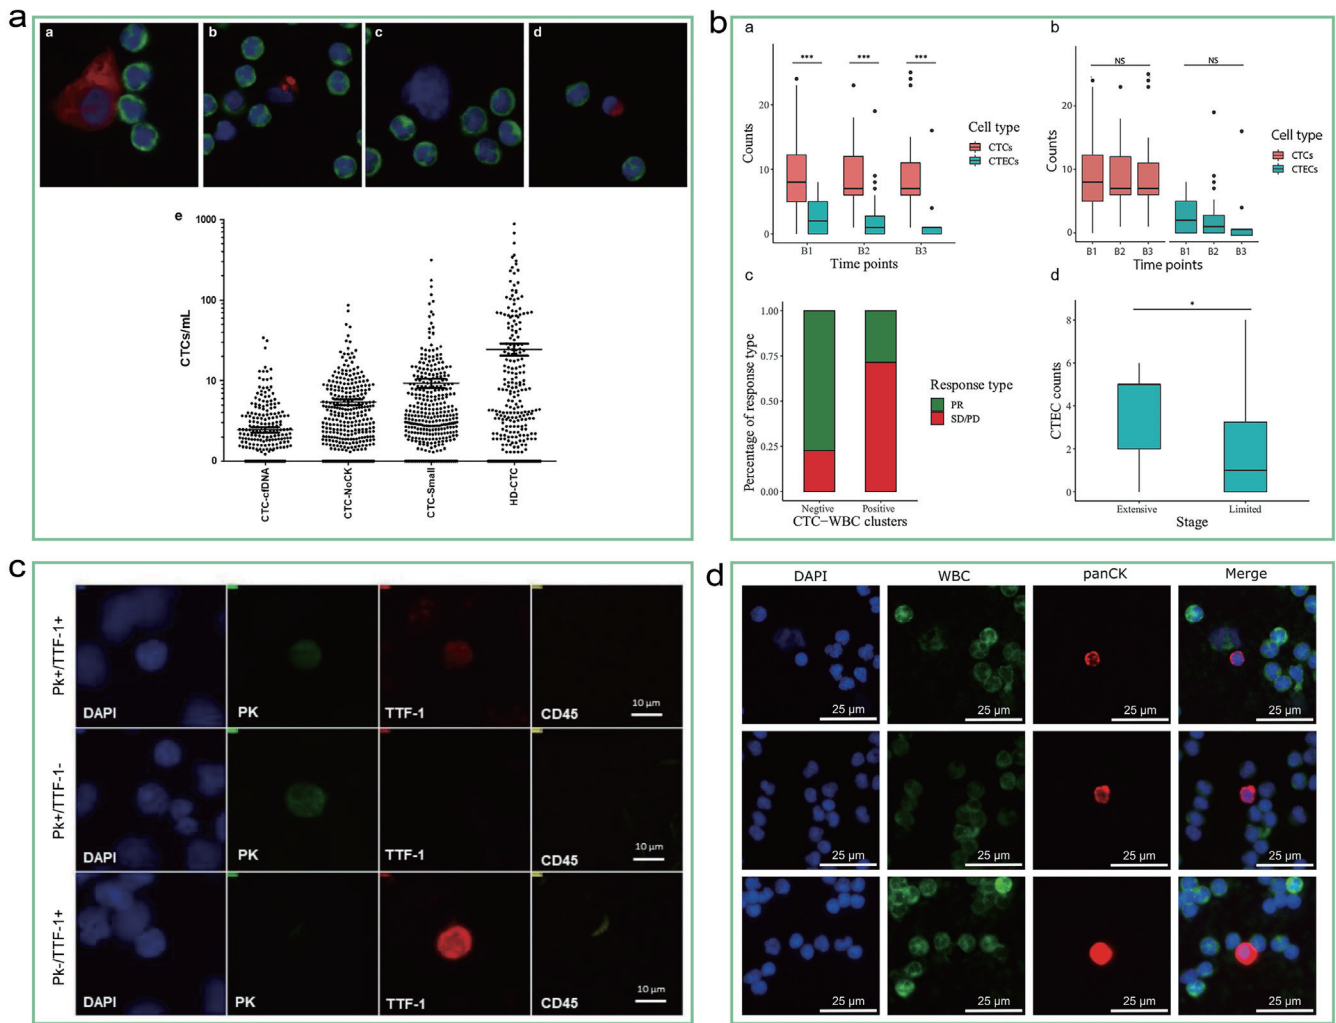 a
a
b
c
d
e
1000
100
10
0
CTCs/mL
CTC-cfDNA
CTC-NoCK
CTC-Small
HD-CTC
b
a
***
***
***
20
10
0
Counts
B1
B2
B3
Time points
Cell type
CTCs
CTECs
b
NS
NS
20
10
0
Counts
B1
B2
B3
B1
B2
B3
Time points
Cell type
CTCs
CTECs
c
1.00
0.75
0.50
0.25
0.00
Percentage of response type
Negtive
Positive
CTC−WBC clusters
Response type
PR
SD/PD
d
*
8
6
4
2
0
CTEC counts
Extensive
Limited
Stage
c
Pk+/TTF-1+
DAPI
PK
TTF-1
CD45
10 µm
Pk+/TTF-1-
DAPI
PK
TTF-1
CD45
10 µm
Pk-/TTF-1+
DAPI
PK
TTF-1
CD45
10 µm
d
DAPI
WBC
panCK
Merge
25 µm
25 µm
25 µm
25 µm
25 µm
25 µm
25 µm
25 µm
25 µm
25 µm
25 µm
25 µm